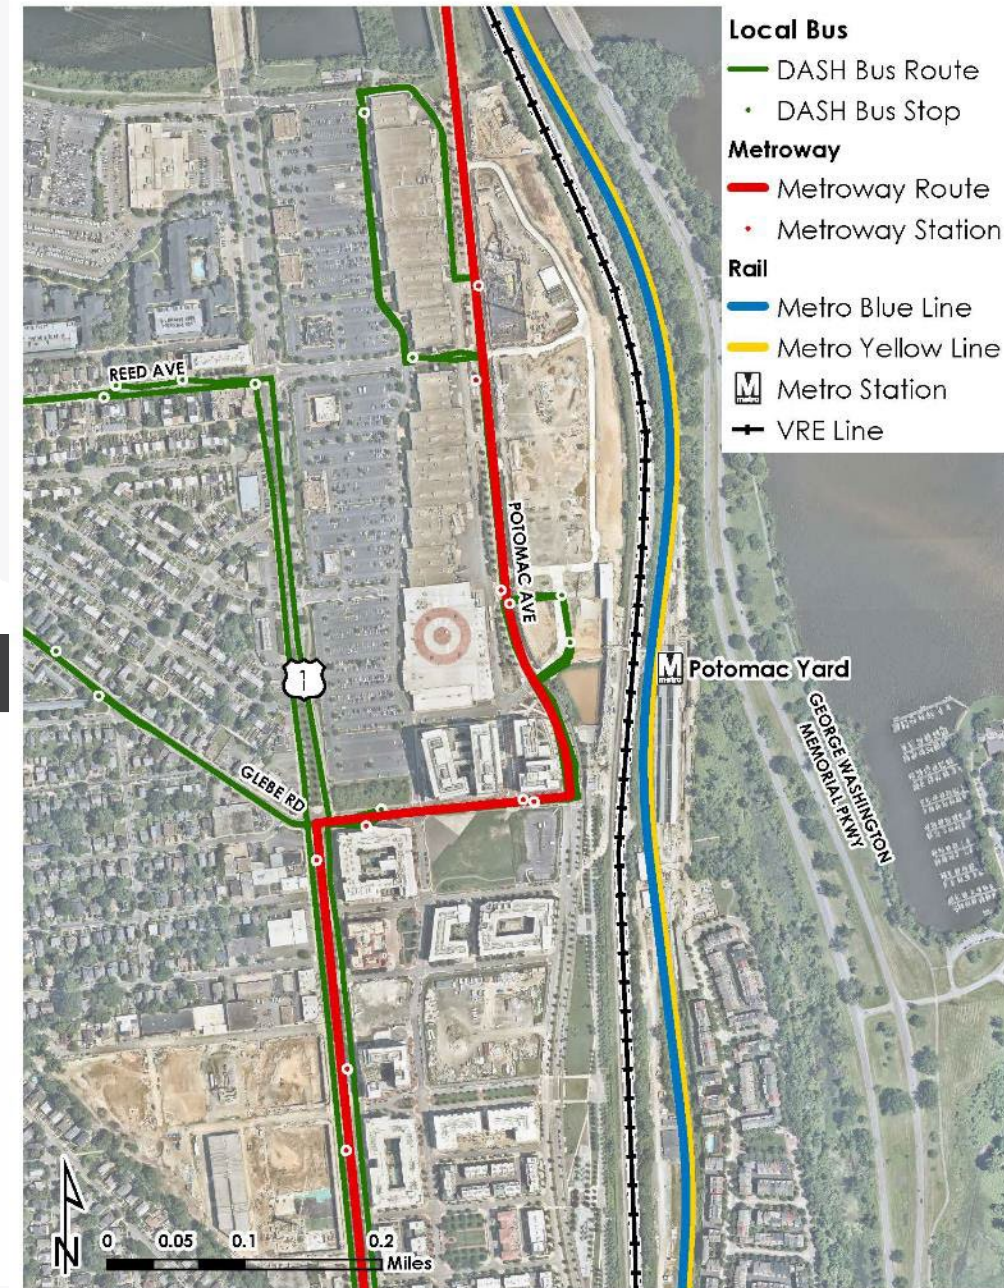 Local Bus
DASH Bus Route
DASH Bus Stop
Metroway
Metroway Route
Metroway Station
Rail
Metro Blue Line
Metro Yellow Line
M
metro
Metro Station
VRE Line
REED AVE
POTOMAC AVE
1
M
metro
Potomac Yard
GLEBE RD
GEORGE WASHINGTON
MEMORIAL PKWY
N
0 0.05 0.1 0.2
Miles